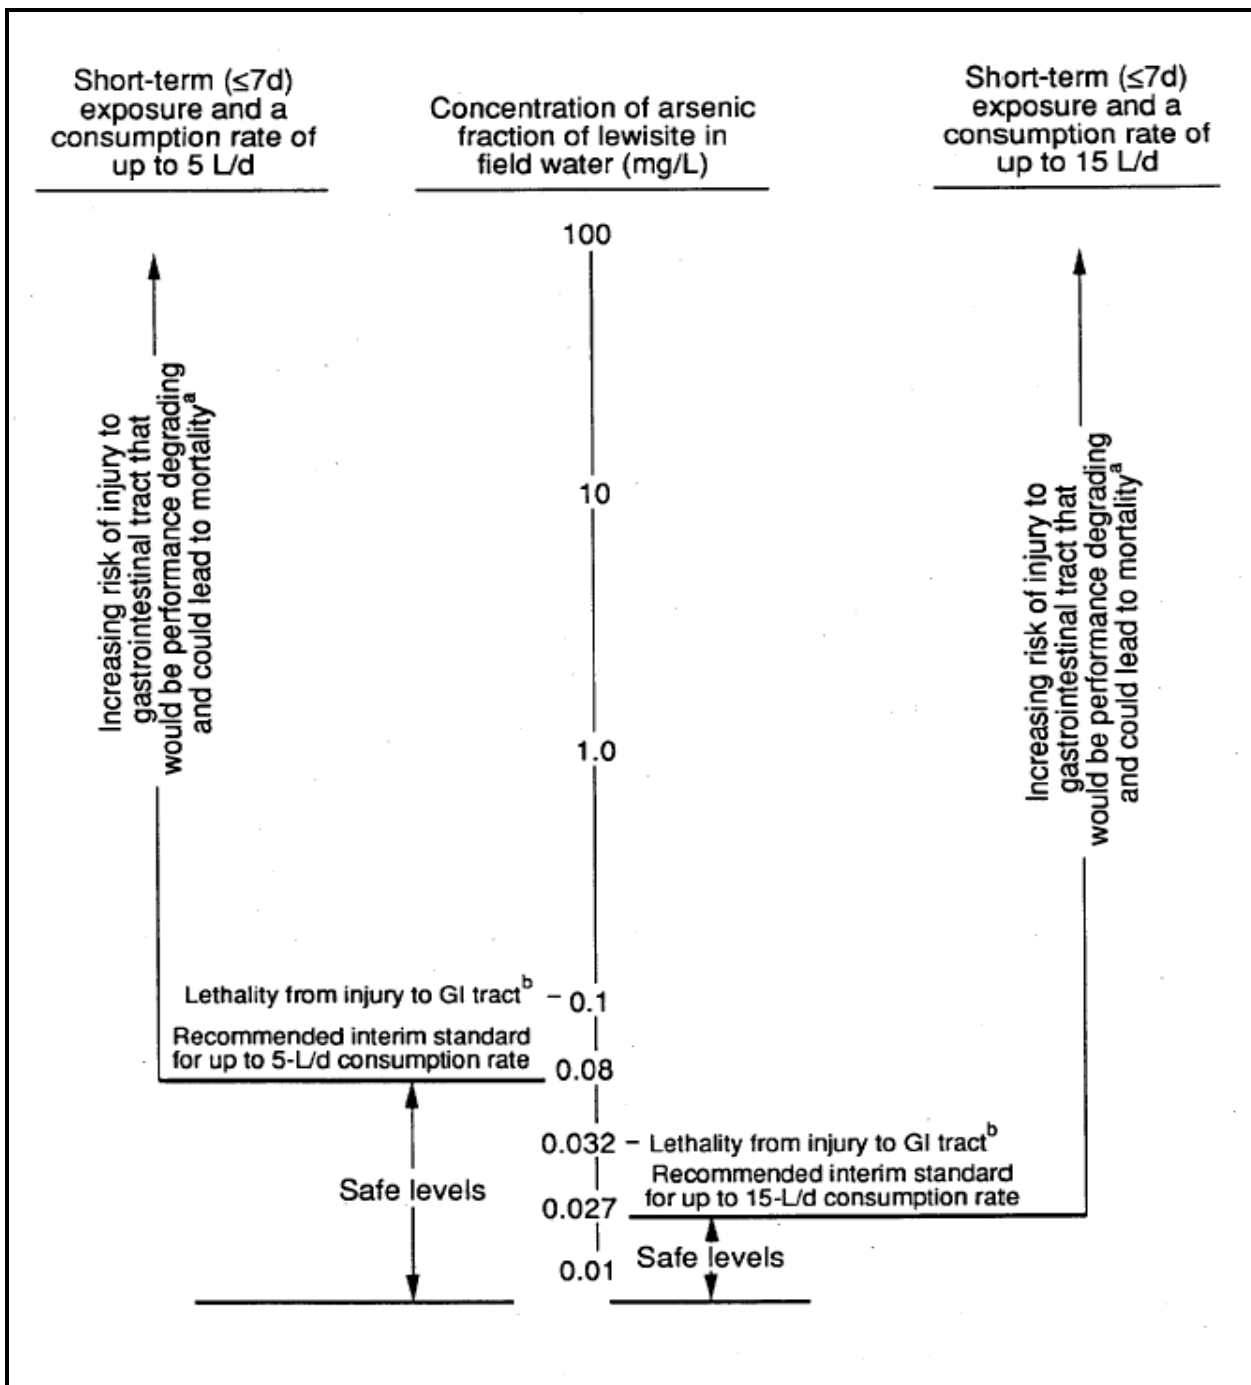 Short-term (≤7d)
exposure and a
consumption rate of
up to 5 L/d
Concentration of arsenic
fraction of lewisite in
field water (mg/L)
Short-term (≤7d)
exposure and a
consumption rate of
up to 15 L/d
100
10
1.0
Increasing risk of injury to
gastrointestinal tract that
would be performance degrading
and could lead to mortalityᵃ
Increasing risk of injury to
gastrointestinal tract that
would be performance degrading
and could lead to mortalityᵃ
Lethality from injury to GI tractᵇ – 0.1
Recommended interim standard
for up to 5-L/d consumption rate
0.08
0.032 – Lethality from injury to GI tractᵇ
Recommended interim standard
for up to 15-L/d consumption rate
0.027
Safe levels
Safe levels
0.01